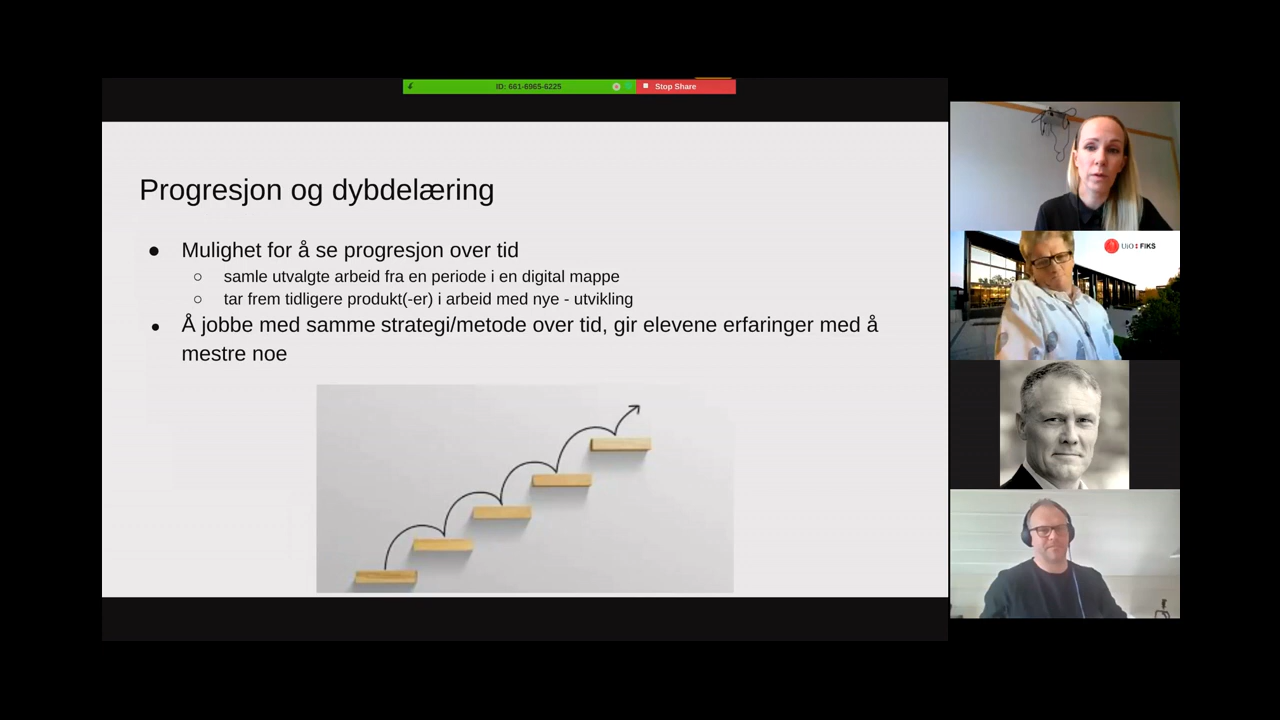 ID: 661-6965-6225
Stop Share
Progresjon og dybdelæring
● Mulighet for å se progresjon over tid
○ samle utvalgte arbeid fra en periode i en digital mappe
○ tar frem tidligere produkt(-er) i arbeid med nye - utvikling
● Å jobbe med samme strategi/metode over tid, gir elevene erfaringer med å
mestre noe
UiO : FIKS